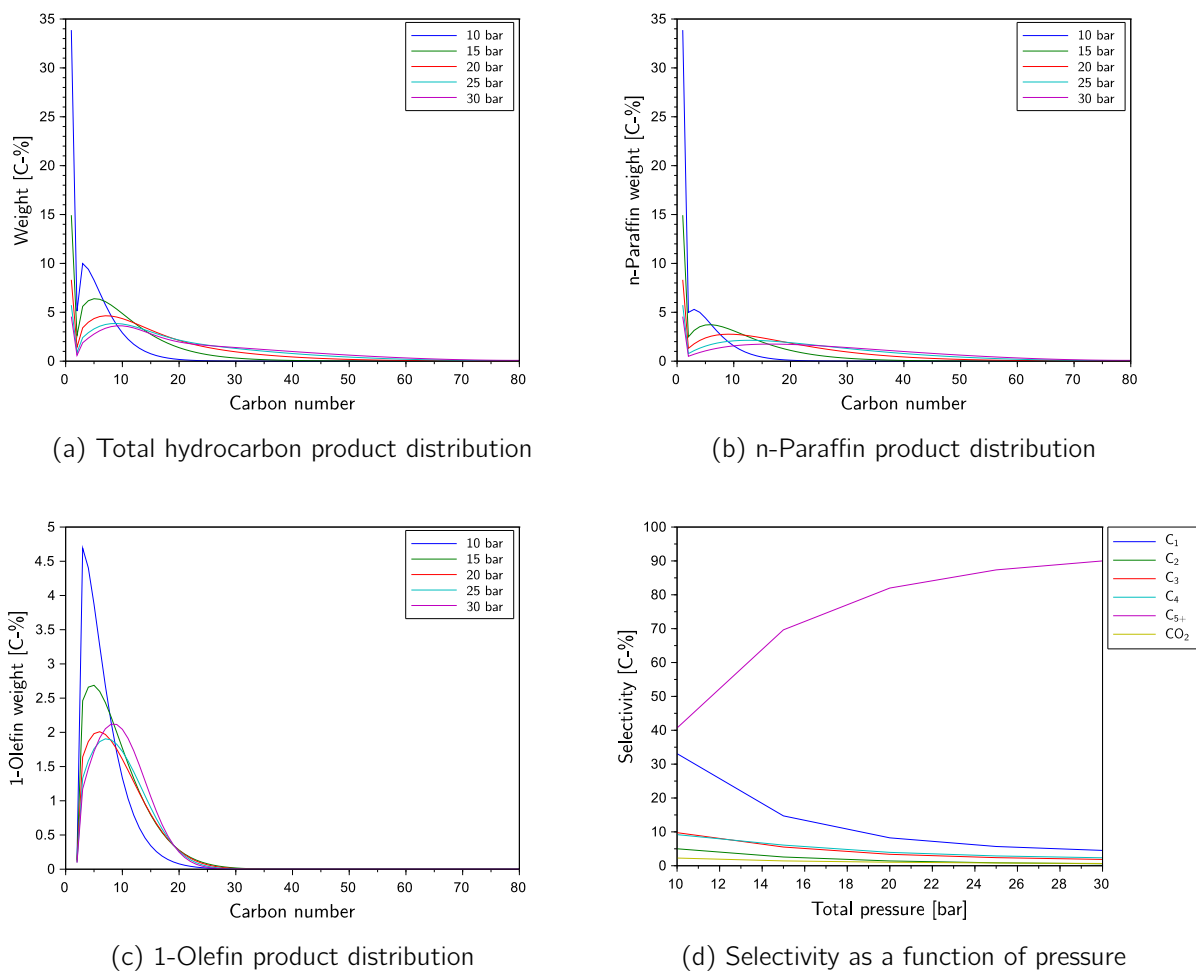 35
30
25
20
15
10
5
0
Weight [C-%]
10 bar
15 bar
20 bar
25 bar
30 bar
0 10 20 30 40 50 60 70 80
Carbon number
(a) Total hydrocarbon product distribution
35
30
25
20
15
10
5
0
n-Paraffin weight [C-%]
10 bar
15 bar
20 bar
25 bar
30 bar
0 10 20 30 40 50 60 70 80
Carbon number
(b) n-Paraffin product distribution
5
4.5
4
3.5
3
2.5
2
1.5
1
0.5
0
1-Olefin weight [C-%]
10 bar
15 bar
20 bar
25 bar
30 bar
0 10 20 30 40 50 60 70 80
Carbon number
(c) 1-Olefin product distribution
100
90
80
70
60
50
40
30
20
10
0
Selectivity [C-%]
C₁
C₂
C₃
C₄
C₅₊
CO₂
10 12 14 16 18 20 22 24 26 28 30
Total pressure [bar]
(d) Selectivity as a function of pressure